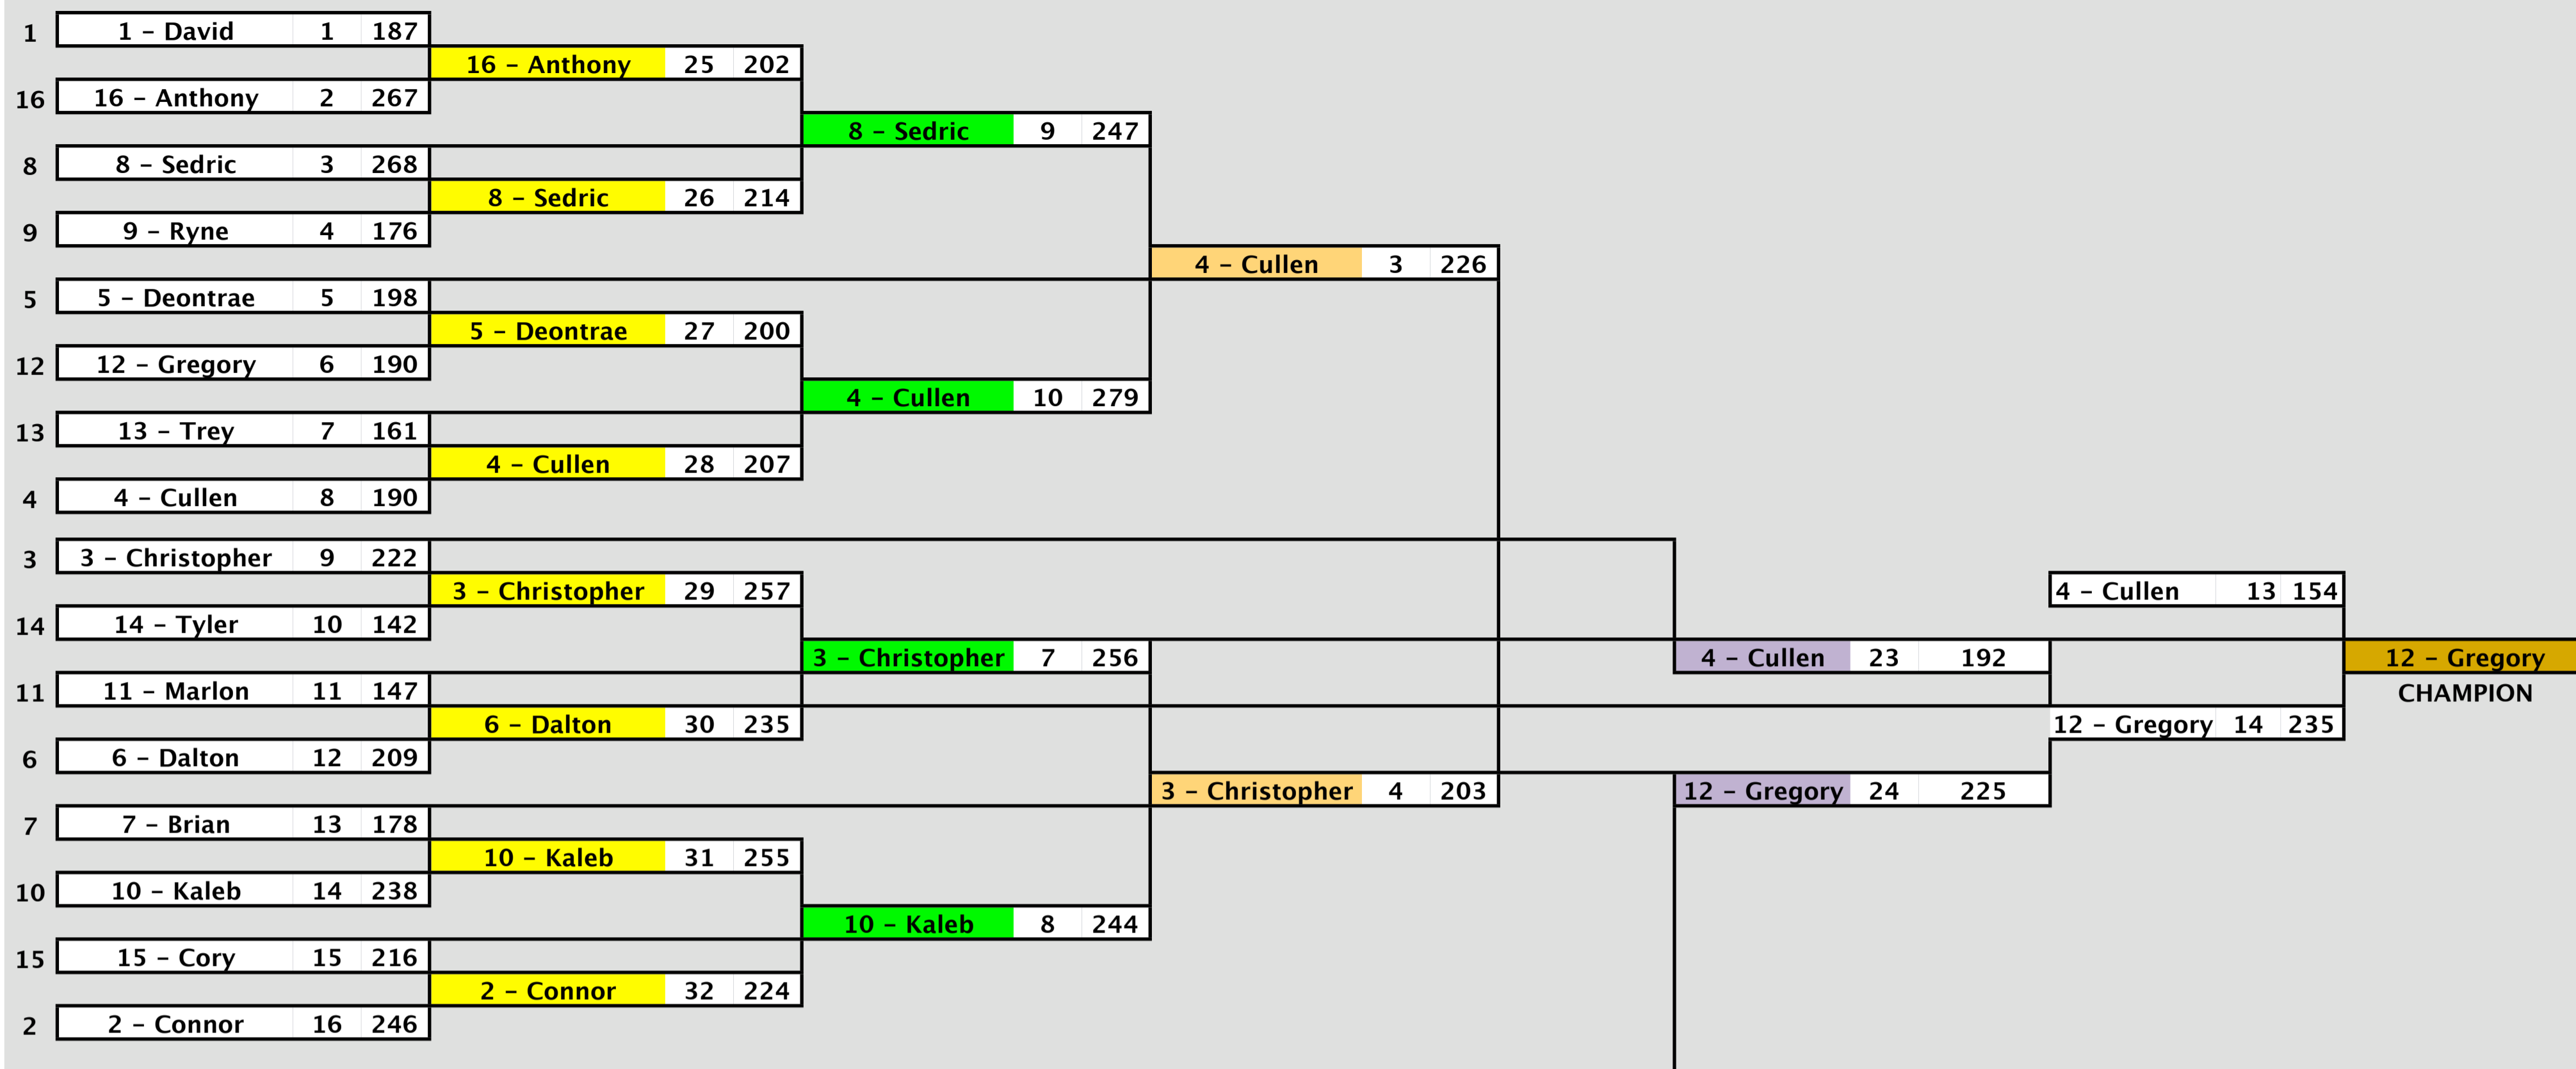 1 1 – David 1 187
16 – Anthony 25 202
16 16 – Anthony 2 267
8 – Sedric 9 247
8 8 – Sedric 3 268
8 – Sedric 26 214
9 9 – Ryne 4 176
4 – Cullen 3 226
5 5 – Deontrae 5 198
5 – Deontrae 27 200
12 12 – Gregory 6 190
4 – Cullen 10 279
13 13 – Trey 7 161
4 – Cullen 28 207
4 4 – Cullen 8 190
3 3 – Christopher 9 222
3 – Christopher 29 257 4 – Cullen 13 154
14 14 – Tyler 10 142
3 – Christopher 7 256 4 – Cullen 23 192 12 – Gregory
11 11 – Marlon 11 147 CHAMPION
6 – Dalton 30 235 12 – Gregory 14 235
6 6 – Dalton 12 209
3 – Christopher 4 203 12 – Gregory 24 225
7 7 – Brian 13 178
10 – Kaleb 31 255
10 10 – Kaleb 14 238
10 – Kaleb 8 244
15 15 – Cory 15 216
2 – Connor 32 224
2 2 – Connor 16 246